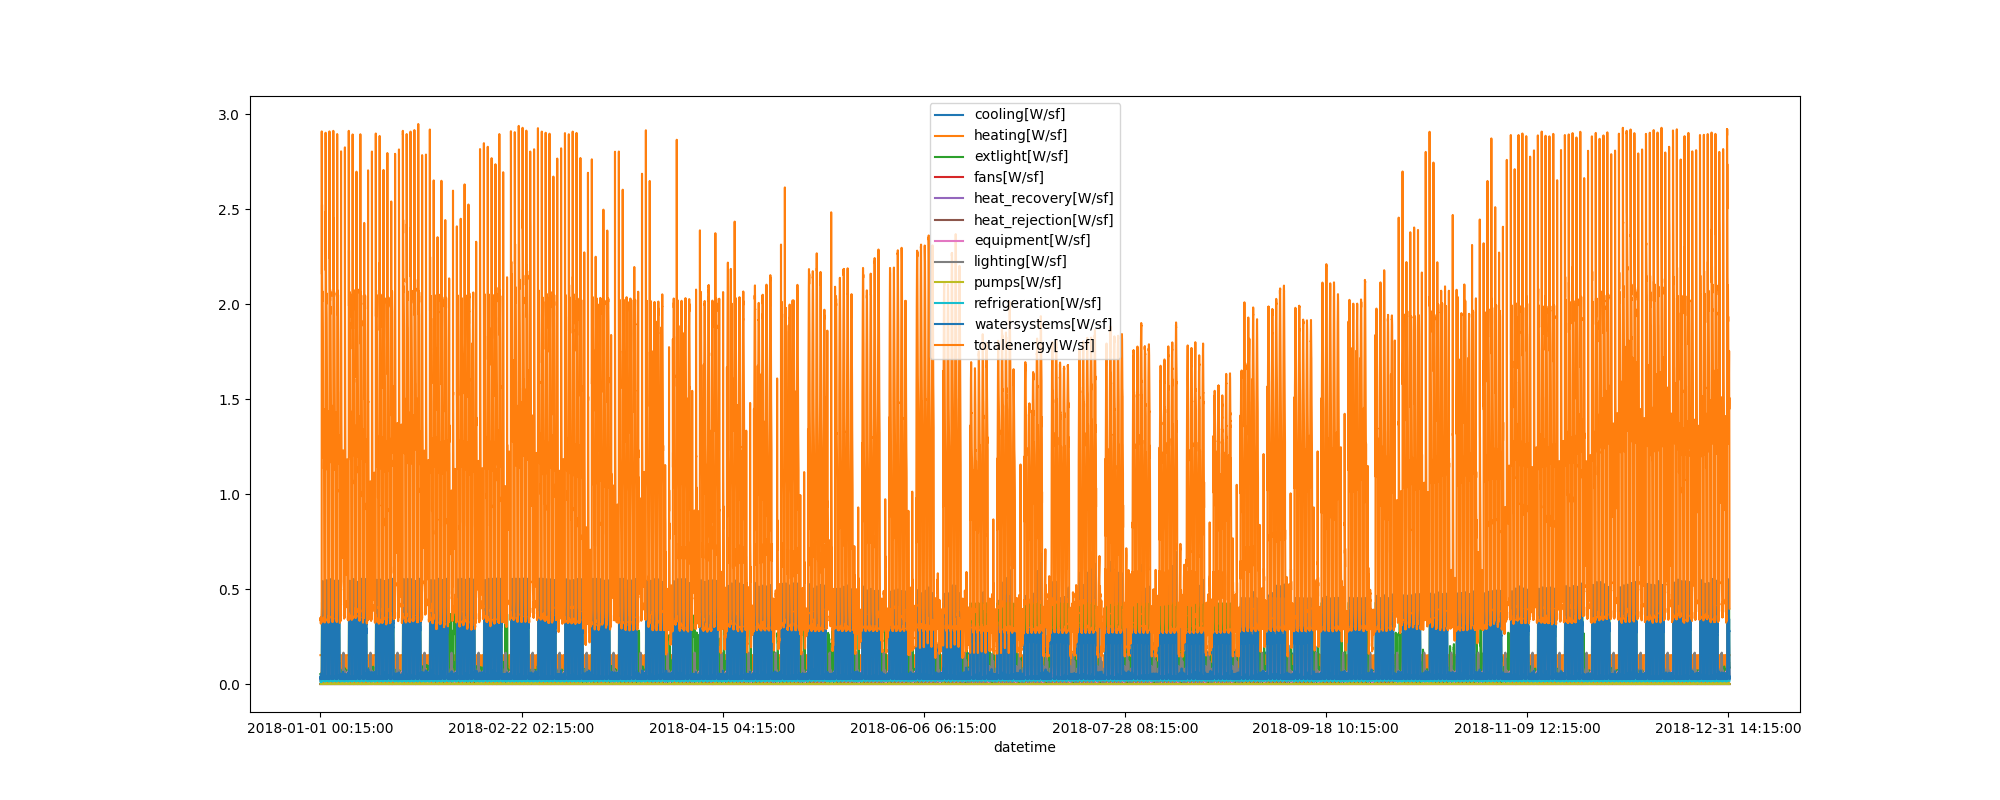 3.0
2.5
2.0
1.5
1.0
0.5
0.0
cooling[W/sf]
heating[W/sf]
extlight[W/sf]
fans[W/sf]
heat_recovery[W/sf]
heat_rejection[W/sf]
equipment[W/sf]
lighting[W/sf]
pumps[W/sf]
refrigeration[W/sf]
watersystems[W/sf]
totalenergy[W/sf]
2018-01-01 00:15:00
2018-02-22 02:15:00
2018-04-15 04:15:00
2018-06-06 06:15:00
2018-07-28 08:15:00
2018-09-18 10:15:00
2018-11-09 12:15:00
2018-12-31 14:15:00
datetime